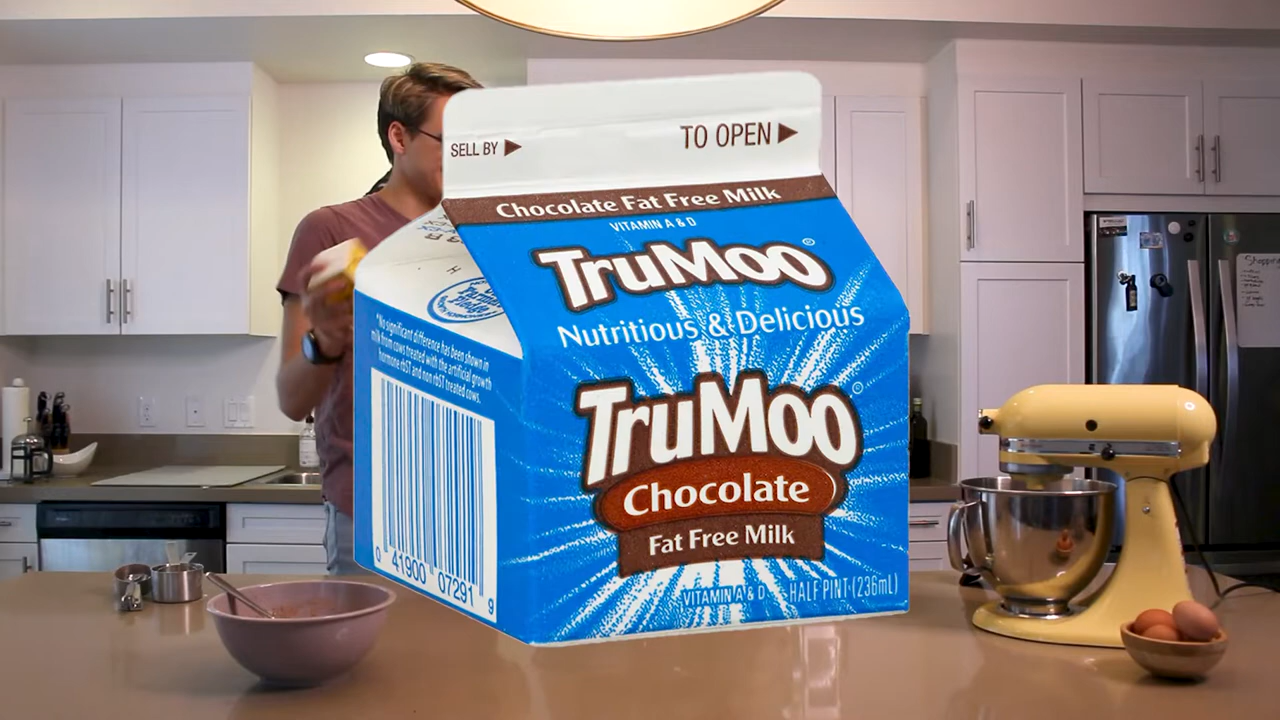 SELL BY
TO OPEN
Chocolate Fat Free Milk
VITAMIN A & D
TruMoo®
Nutritious & Delicious
*No significant difference has been shown in
milk from cows treated with the artificial growth
hormone rbST and non rbST treated cows.
TruMoo
Chocolate
Fat Free Milk
VITAMIN A & D HALF PINT (236mL)
0 41900 07291 9